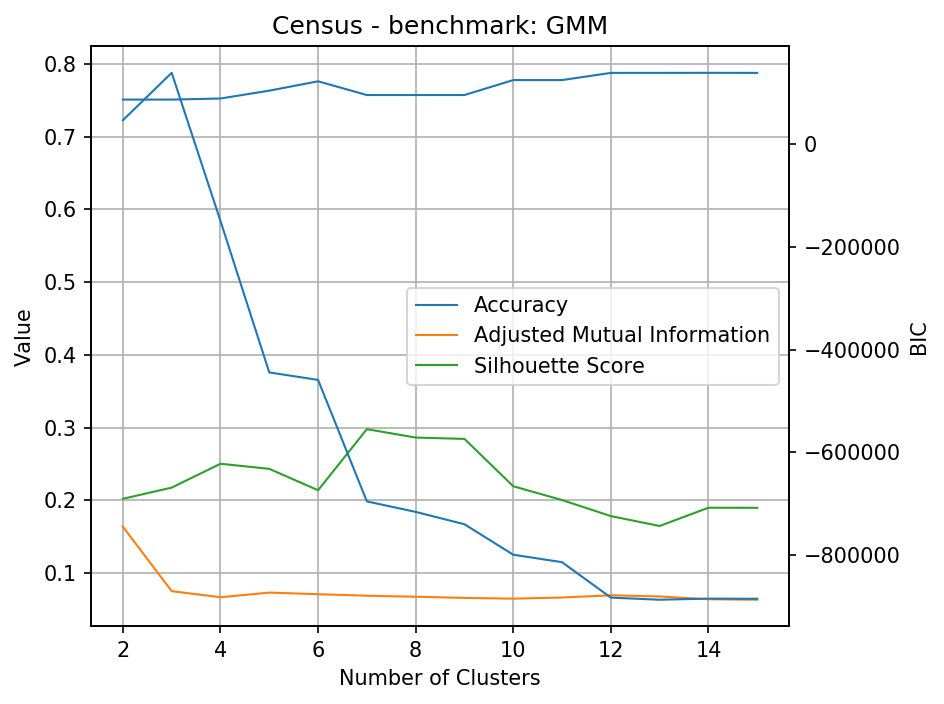 Census - benchmark: GMM
Value
0.8
0.7
0.6
0.5
0.4
0.3
0.2
0.1
Accuracy
Adjusted Mutual Information
Silhouette Score
0
−200000
−400000
−600000
−800000
BIC
2 4 6 8 10 12 14
Number of Clusters